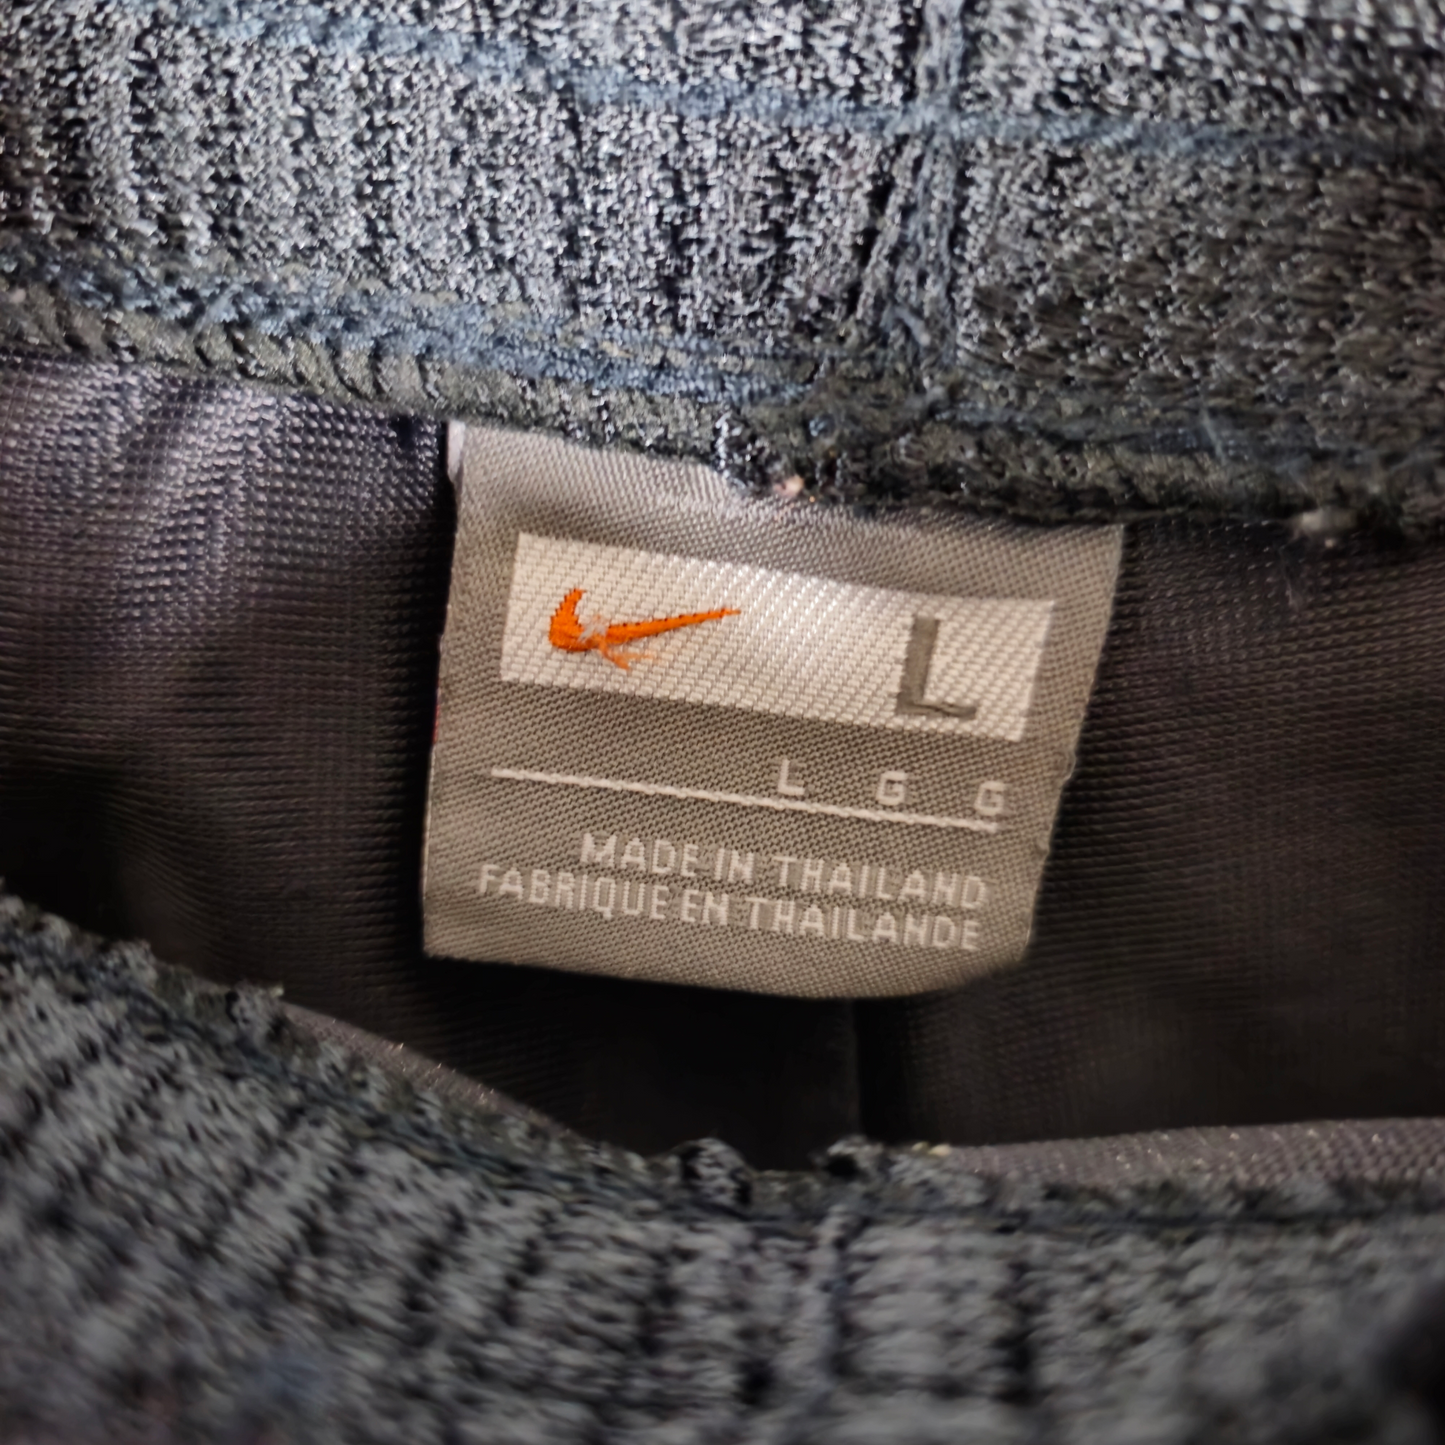 L
L G G
MADE IN THAILAND
FABRIQUE EN THAILANDE